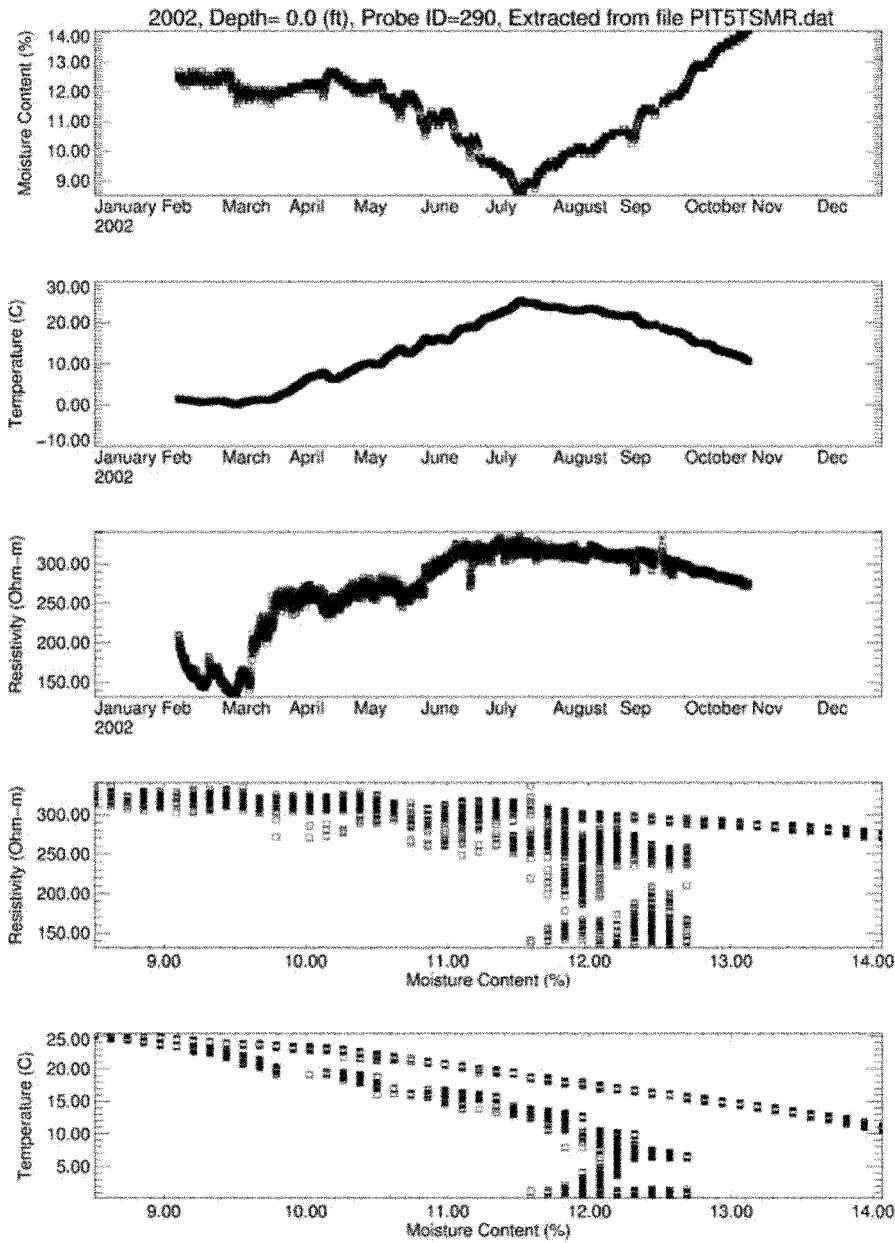 2002, Depth= 0.0 (ft), Probe ID=290, Extracted from file PIT5TSMR.dat
14.00
13.00
12.00
11.00
10.00
9.00
Moisture Content (%)
January Feb March April May June July August Sep October Nov Dec
2002
30.00
20.00
10.00
0.00
−10.00
Temperature (C)
January Feb March April May June July August Sep October Nov Dec
2002
300.00
250.00
200.00
150.00
Resistivity (Ohm−m)
January Feb March April May June July August Sep October Nov Dec
2002
300.00
250.00
200.00
150.00
Resistivity (Ohm−m)
9.00 10.00 11.00 12.00 13.00 14.00
Moisture Content (%)
25.00
20.00
15.00
10.00
5.00
Temperature (C)
9.00 10.00 11.00 12.00 13.00 14.00
Moisture Content (%)